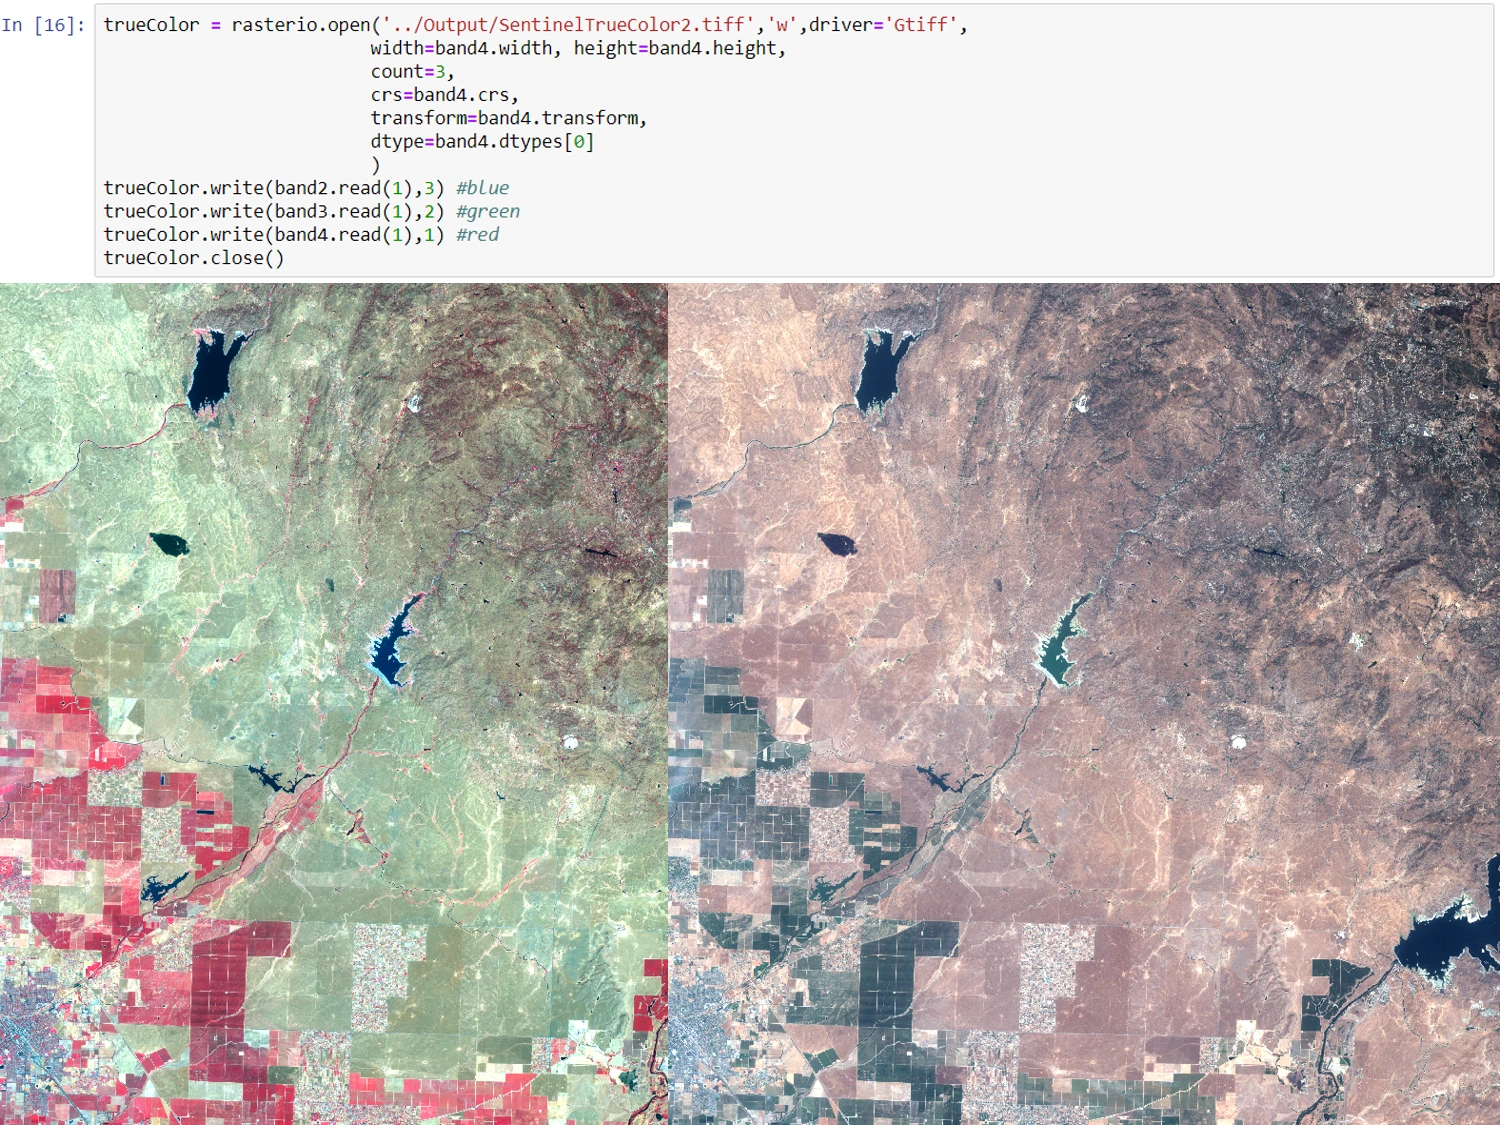 In [16]: trueColor = rasterio.open('../Output/SentinelTrueColor2.tiff','w',driver='Gtiff',
width=band4.width, height=band4.height,
count=3,
crs=band4.crs,
transform=band4.transform,
dtype=band4.dtypes[0]
)
trueColor.write(band2.read(1),3) #blue
trueColor.write(band3.read(1),2) #green
trueColor.write(band4.read(1),1) #red
trueColor.close()